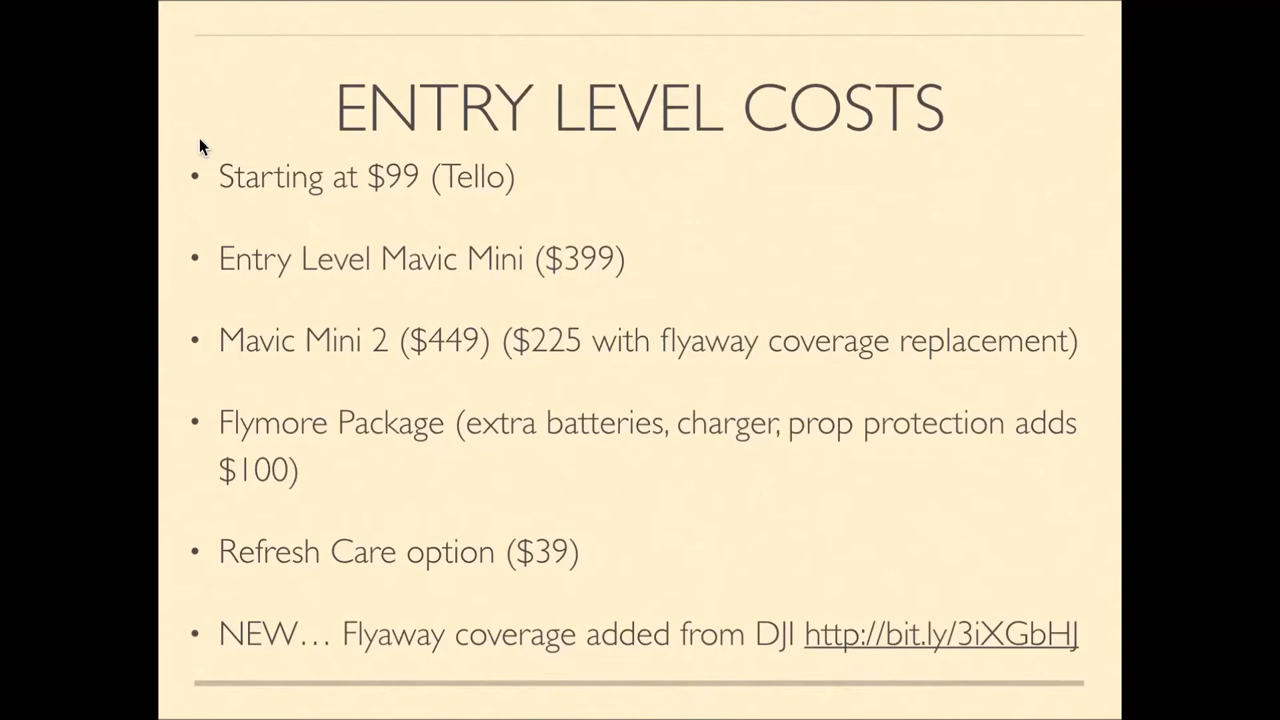 ENTRY LEVEL COSTS
• Starting at $99 (Tello)
• Entry Level Mavic Mini ($399)
• Mavic Mini 2 ($449) ($225 with flyaway coverage replacement)
• Flymore Package (extra batteries, charger, prop protection adds
$100)
• Refresh Care option ($39)
• NEW… Flyaway coverage added from DJI http://bit.ly/3iXGbHJ